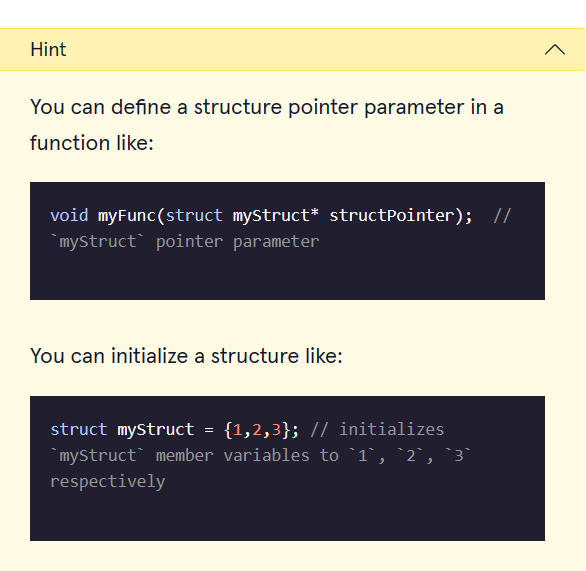 Hint
You can define a structure pointer parameter in a
function like:
void myFunc(struct myStruct* structPointer);  //
`myStruct` pointer parameter
You can initialize a structure like:
struct myStruct = {1,2,3}; // initializes
`myStruct` member variables to `1`, `2`, `3`
respectively